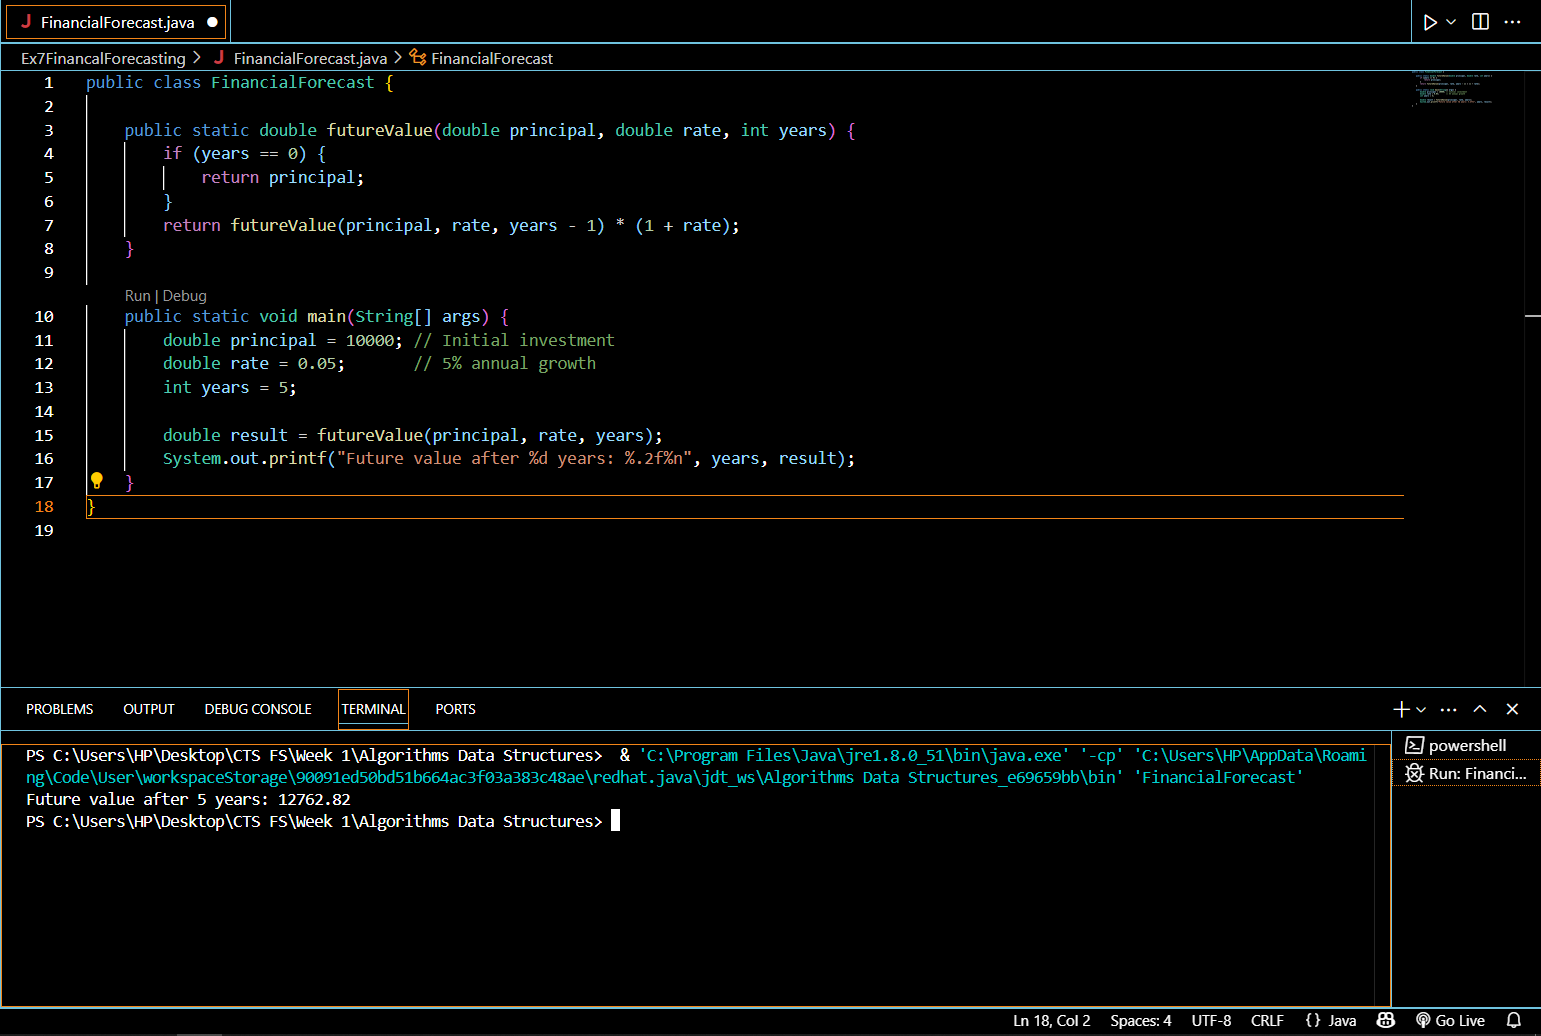 J FinancialForecast.java
Ex7FinancalForecasting > J FinancialForecast.java > FinancialForecast
1 public class FinancialForecast {
2
3 public static double futureValue(double principal, double rate, int years) {
4 if (years == 0) {
5 return principal;
6 }
7 return futureValue(principal, rate, years - 1) * (1 + rate);
8 }
9
Run | Debug
10 public static void main(String[] args) {
11 double principal = 10000; // Initial investment
12 double rate = 0.05; // 5% annual growth
13 int years = 5;
14
15 double result = futureValue(principal, rate, years);
16 System.out.printf("Future value after %d years: %.2f%n", years, result);
17 }
18 }
19
PROBLEMS OUTPUT DEBUG CONSOLE TERMINAL PORTS
PS C:\Users\HP\Desktop\CTS FS\Week 1\Algorithms Data Structures> & 'C:\Program Files\Java\jre1.8.0_51\bin\java.exe' '-cp' 'C:\Users\HP\AppData\Roami
ng\Code\User\workspaceStorage\90091ed50bd51b664ac3f03a383c48ae\redhat.java\jdt_ws\Algorithms Data Structures_e69659bb\bin' 'FinancialForecast'
Future value after 5 years: 12762.82
PS C:\Users\HP\Desktop\CTS FS\Week 1\Algorithms Data Structures>
powershell
Run: Financi...
Ln 18, Col 2 Spaces: 4 UTF-8 CRLF {} Java Go Live